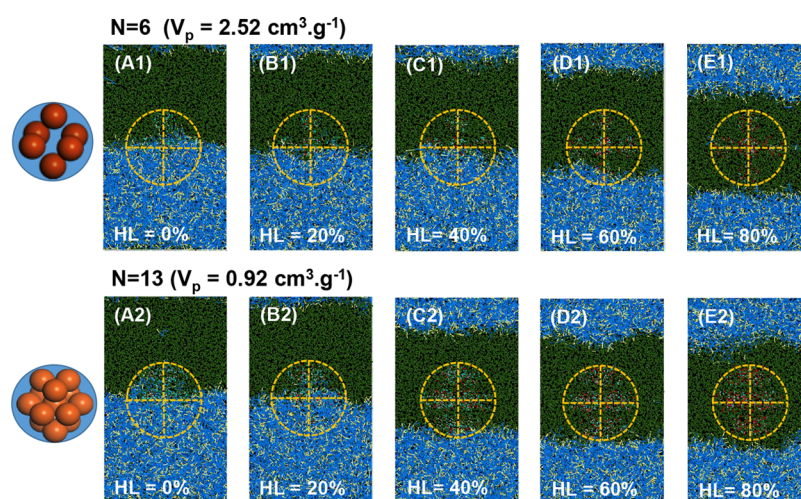 N=6 (Vp = 2.52 cm³.g⁻¹)
(A1) (B1) (C1) (D1) (E1)
HL = 0% HL = 20% HL = 40% HL = 60% HL= 80%
N=13 (Vp = 0.92 cm³.g⁻¹)
(A2) (B2) (C2) (D2) (E2)
HL = 0% HL = 20% HL = 40% HL = 60% HL = 80%